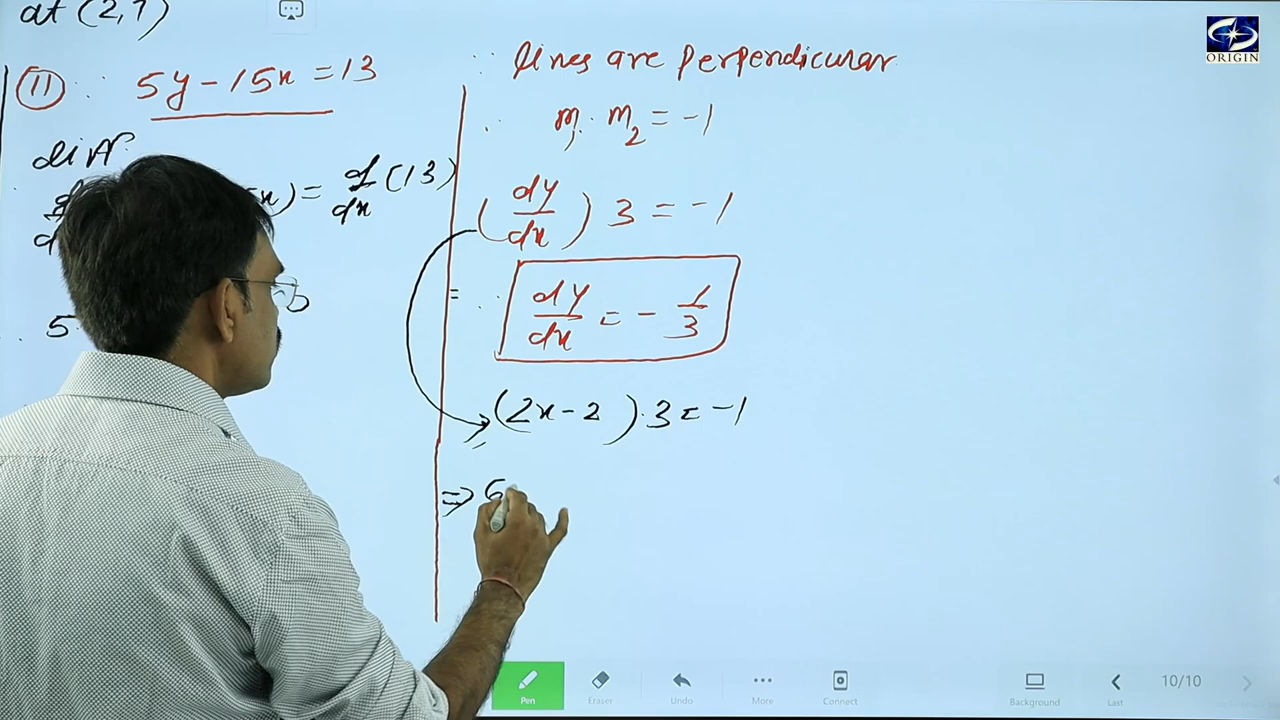 at (2,7)
(11) ∴ 5y - 15x = 13
diff.
x) = d/dx (13)
5
∵ lines are perpendicular
∴ m₁ · m₂ = -1
(dy/dx) 3 = -1
= ∴ dy/dx = - 1/3
(2x - 2) · 3 = -1
⇒ 6
ORIGIN
Pen
Eraser
Undo
More
Connect
Background
Last
10/10